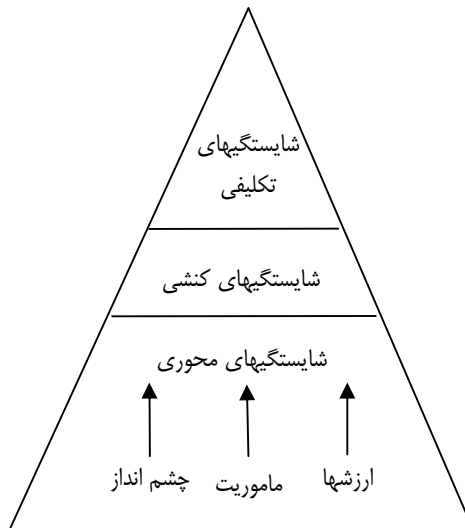 شایستگیهای
تکلیفی
شایستگیهای کنشی
شایستگیهای محوری
ارزشها
ماموریت
چشم انداز